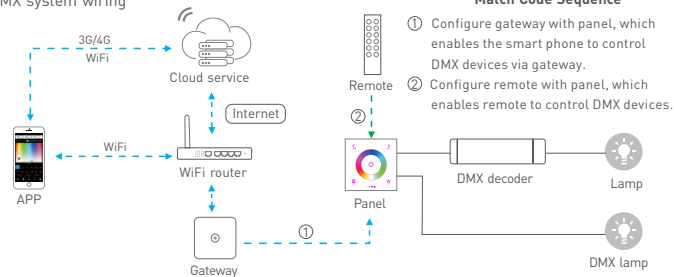 MX system wiring
Match Code Sequence
① Configure gateway with panel, which
enables the smart phone to control
DMX devices via gateway.
② Configure remote with panel, which
enables remote to control DMX devices.
3G/4G
WiFi
Cloud service
Internet
WiFi
APP
WiFi router
Gateway
①
Remote
②
Panel
DMX decoder
Lamp
DMX lamp